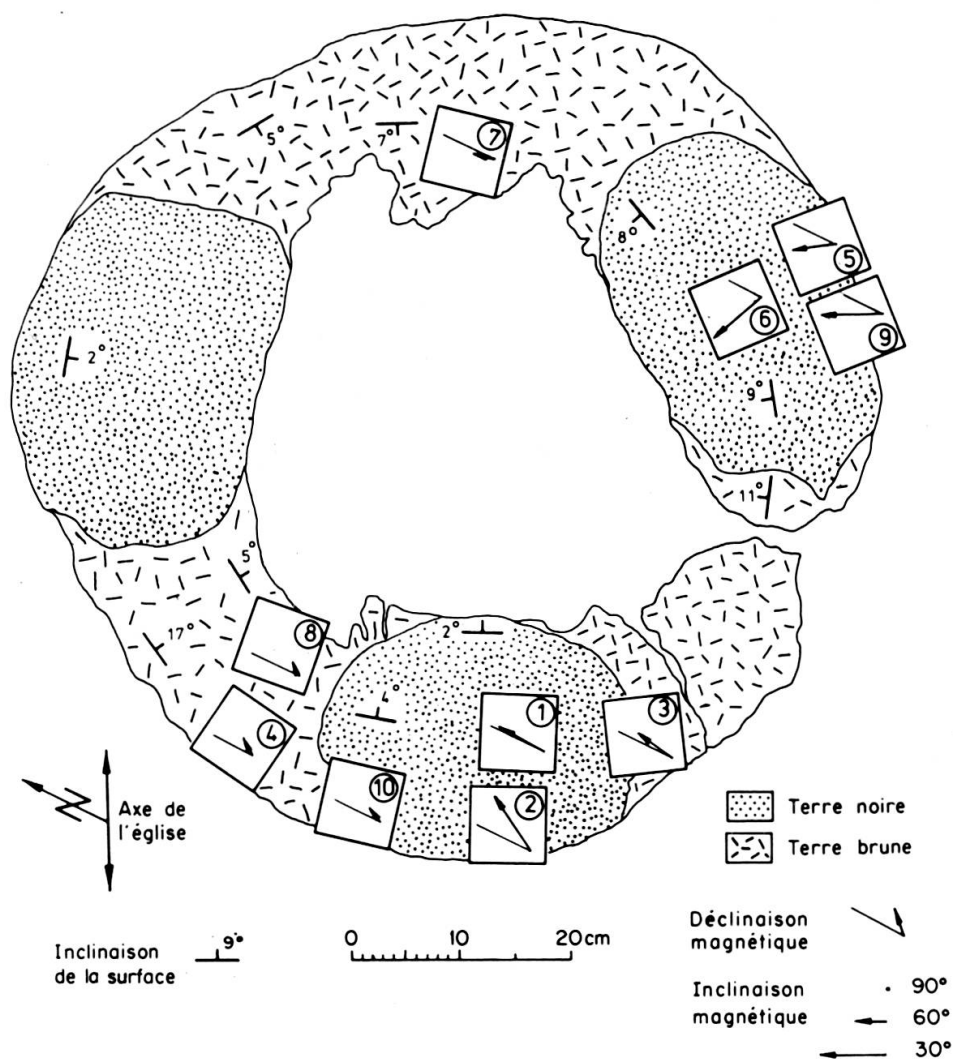 5°
7°
7
8°
5
6
9
2°
9°
11°
5°
17°
8
2°
4°
1
3
4
10
2
N
Axe de
l'église
Terre noire
Terre brune
Inclinaison
de la surface
9°
0 10 20 cm
Déclinaison
magnétique
Inclinaison
magnétique
90°
60°
30°